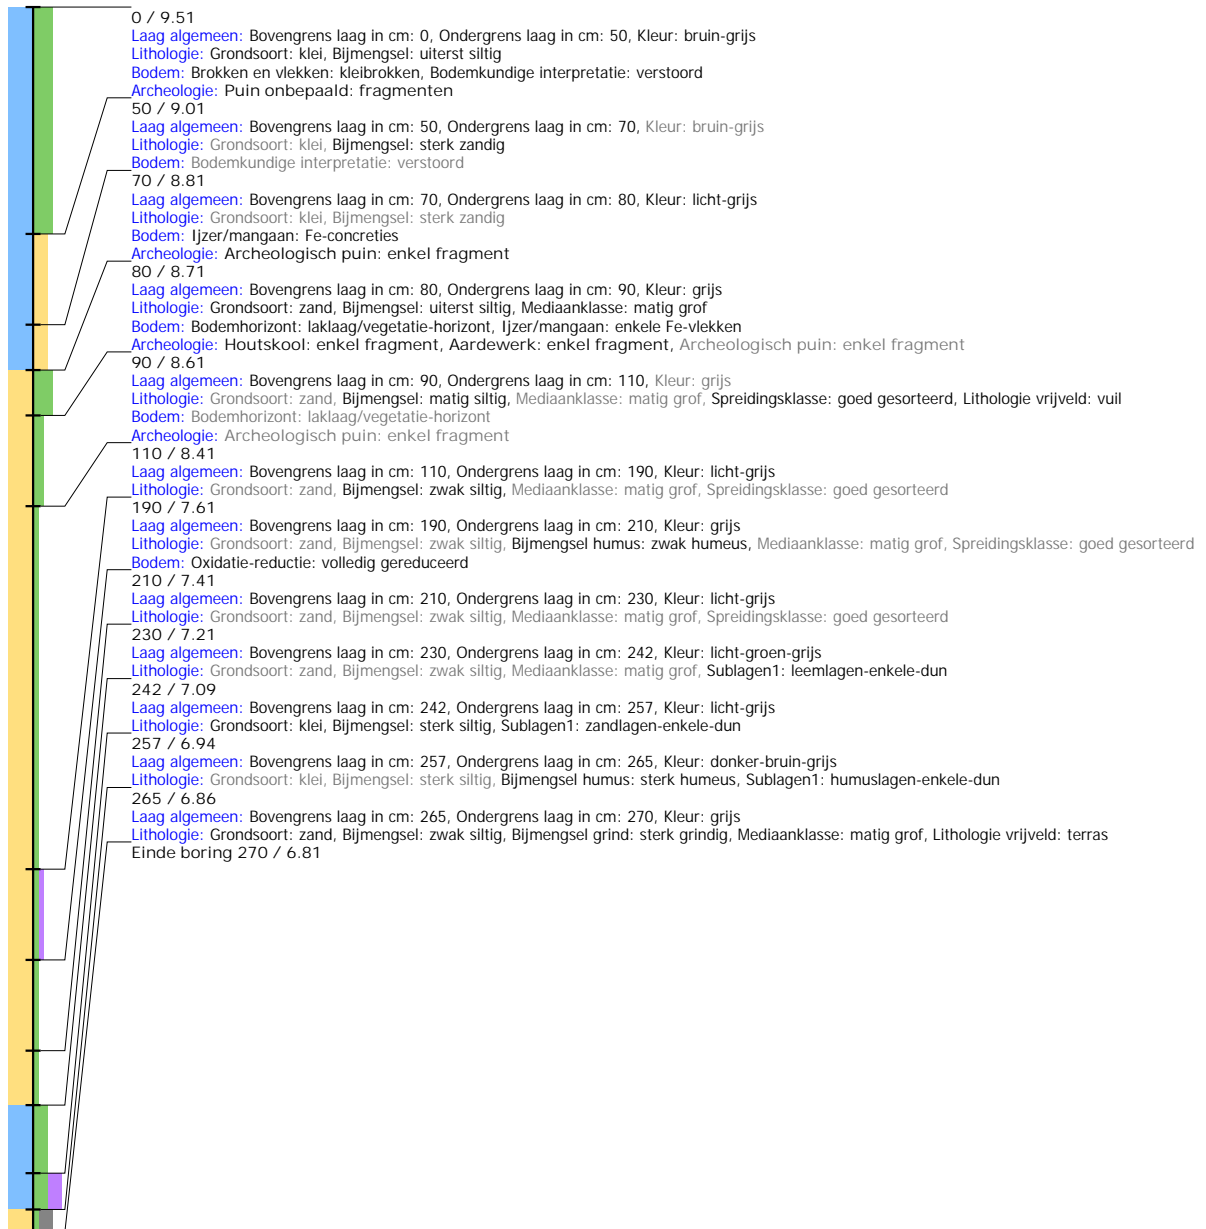 0 / 9.51
Laag algemeen: Bovengrens laag in cm: 0, Ondergrens laag in cm: 50, Kleur: bruin-grijs
Lithologie: Grondsoort: klei, Bijmengsel: uiterst siltig
Bodem: Brokken en vlekken: kleibrokken, Bodemkundige interpretatie: verstoord
Archeologie: Puin onbepaald: fragmenten
50 / 9.01
Laag algemeen: Bovengrens laag in cm: 50, Ondergrens laag in cm: 70, Kleur: bruin-grijs
Lithologie: Grondsoort: klei, Bijmengsel: sterk zandig
Bodem: Bodemkundige interpretatie: verstoord
70 / 8.81
Laag algemeen: Bovengrens laag in cm: 70, Ondergrens laag in cm: 80, Kleur: licht-grijs
Lithologie: Grondsoort: klei, Bijmengsel: sterk zandig
Bodem: Ijzer/mangaan: Fe-concreties
Archeologie: Archeologisch puin: enkel fragment
80 / 8.71
Laag algemeen: Bovengrens laag in cm: 80, Ondergrens laag in cm: 90, Kleur: grijs
Lithologie: Grondsoort: zand, Bijmengsel: uiterst siltig, Mediaanklasse: matig grof
Bodem: Bodemhorizont: laklaag/vegetatie-horizont, Ijzer/mangaan: enkele Fe-vlekken
Archeologie: Houtskool: enkel fragment, Aardewerk: enkel fragment, Archeologisch puin: enkel fragment
90 / 8.61
Laag algemeen: Bovengrens laag in cm: 90, Ondergrens laag in cm: 110, Kleur: grijs
Lithologie: Grondsoort: zand, Bijmengsel: matig siltig, Mediaanklasse: matig grof, Spreidingsklasse: goed gesorteerd, Lithologie vrijveld: vuil
Bodem: Bodemhorizont: laklaag/vegetatie-horizont
Archeologie: Archeologisch puin: enkel fragment
110 / 8.41
Laag algemeen: Bovengrens laag in cm: 110, Ondergrens laag in cm: 190, Kleur: licht-grijs
Lithologie: Grondsoort: zand, Bijmengsel: zwak siltig, Mediaanklasse: matig grof, Spreidingsklasse: goed gesorteerd
190 / 7.61
Laag algemeen: Bovengrens laag in cm: 190, Ondergrens laag in cm: 210, Kleur: grijs
Lithologie: Grondsoort: zand, Bijmengsel: zwak siltig, Bijmengsel humus: zwak humeus, Mediaanklasse: matig grof, Spreidingsklasse: goed gesorteerd
Bodem: Oxidatie-reductie: volledig gereduceerd
210 / 7.41
Laag algemeen: Bovengrens laag in cm: 210, Ondergrens laag in cm: 230, Kleur: licht-grijs
Lithologie: Grondsoort: zand, Bijmengsel: zwak siltig, Mediaanklasse: matig grof, Spreidingsklasse: goed gesorteerd
230 / 7.21
Laag algemeen: Bovengrens laag in cm: 230, Ondergrens laag in cm: 242, Kleur: licht-groen-grijs
Lithologie: Grondsoort: zand, Bijmengsel: zwak siltig, Mediaanklasse: matig grof, Sublagen1: leemlagen-enkele-dun
242 / 7.09
Laag algemeen: Bovengrens laag in cm: 242, Ondergrens laag in cm: 257, Kleur: licht-grijs
Lithologie: Grondsoort: klei, Bijmengsel: sterk siltig, Sublagen1: zandlagen-enkele-dun
257 / 6.94
Laag algemeen: Bovengrens laag in cm: 257, Ondergrens laag in cm: 265, Kleur: donker-bruin-grijs
Lithologie: Grondsoort: klei, Bijmengsel: sterk siltig, Bijmengsel humus: sterk humeus, Sublagen1: humuslagen-enkele-dun
265 / 6.86
Laag algemeen: Bovengrens laag in cm: 265, Ondergrens laag in cm: 270, Kleur: grijs
Lithologie: Grondsoort: zand, Bijmengsel: zwak siltig, Bijmengsel grind: sterk grindig, Mediaanklasse: matig grof, Lithologie vrijveld: terras
Einde boring 270 / 6.81